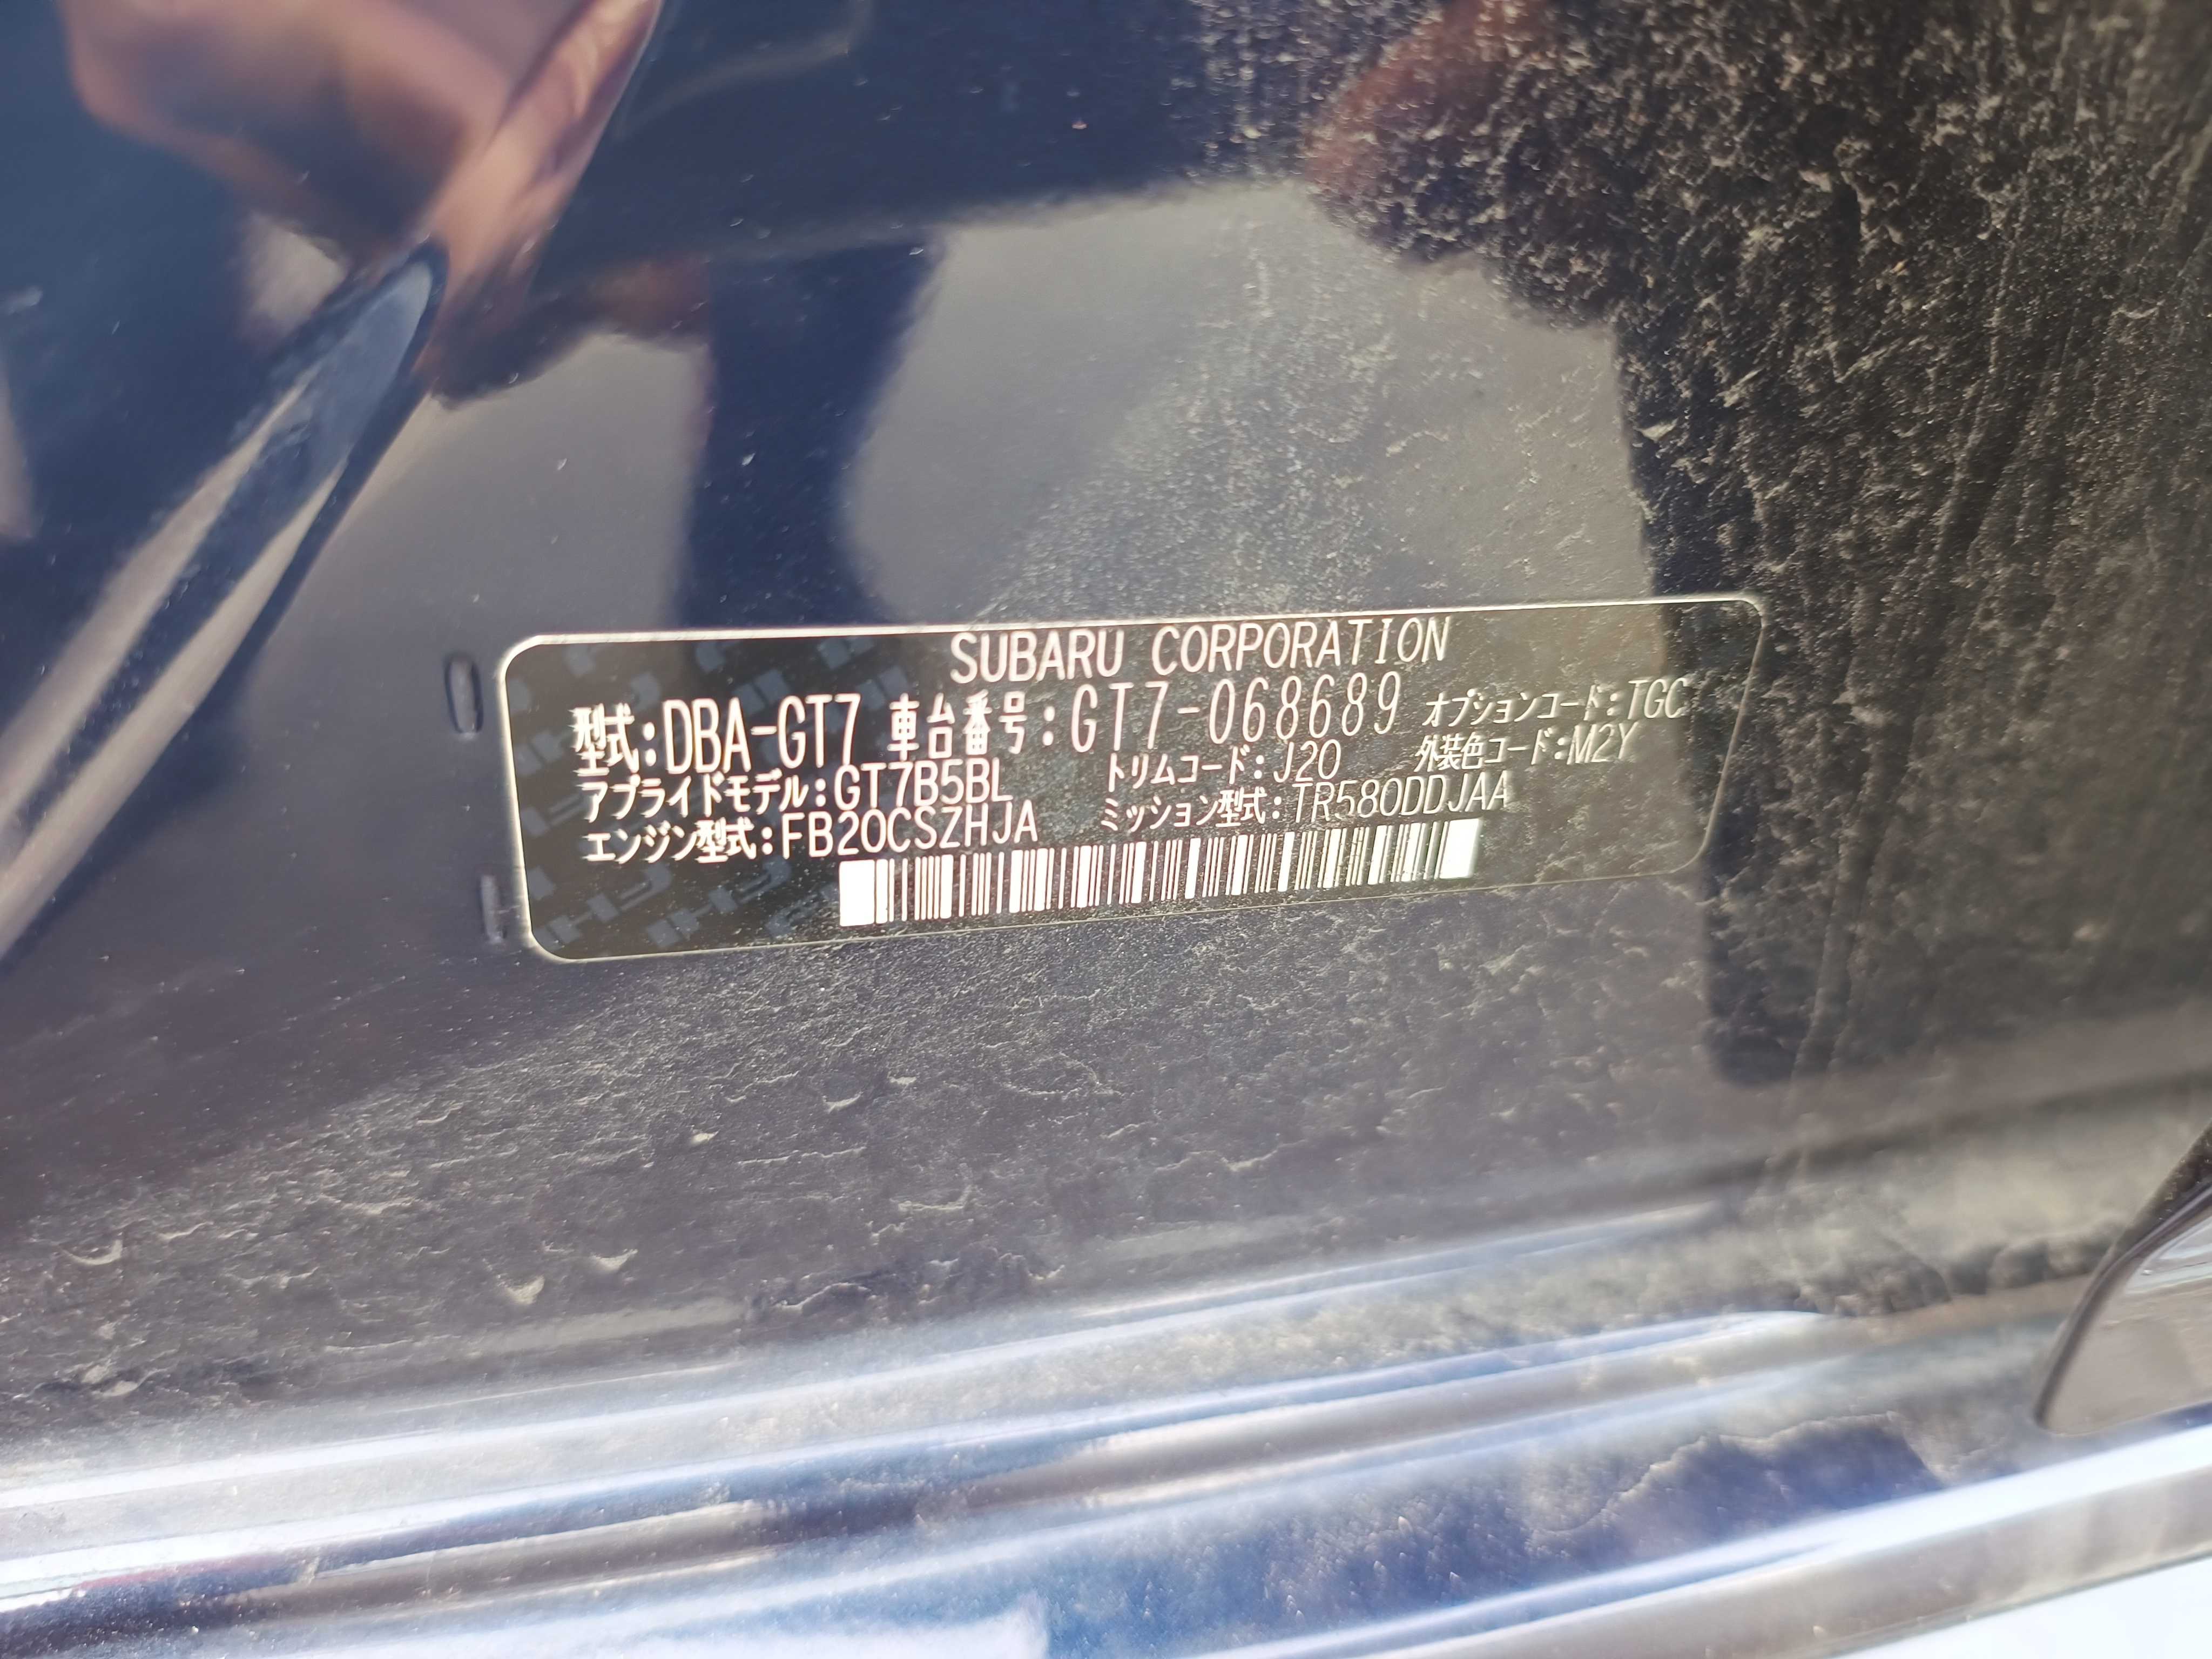 SUBARU CORPORATION
型式:DBA-GT7 車台番号:GT7-068689 オプションコード:TGC
アプライドモデル:GT7B5BL トリムコード:J20 外装色コード:M2Y
エンジン型式:FB20CSZHJA ミッション型式:TR580DDJAA